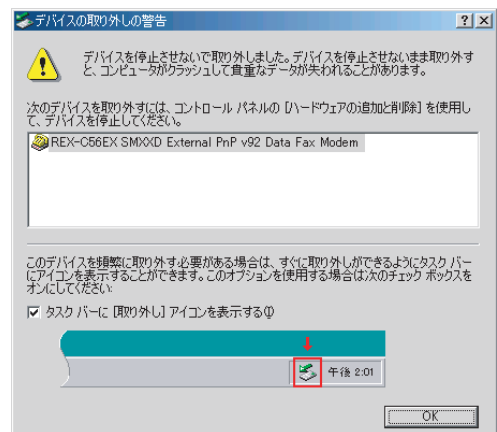 デバイスの取り外しの警告
デバイスを停止させないで取り外しました。デバイスを停止させないまま取り外す
と、コンピュータがクラッシュして貴重なデータが失われることがあります。
次のデバイスを取り外すには、コントロール パネルの [ハードウェアの追加と削除] を使用し
て、デバイスを停止してください。
REX-C56EX SMXXD External PnP v92 Data Fax Modem
このデバイスを頻繁に取り外す必要がある場合は、すぐに取り外しができるようにタスク バー
にアイコンを表示することができます。このオプションを使用する場合は次のチェック ボックスを
オンにしてください:
タスク バーに [取り外し] アイコンを表示する(I)
午後 2:01
OK